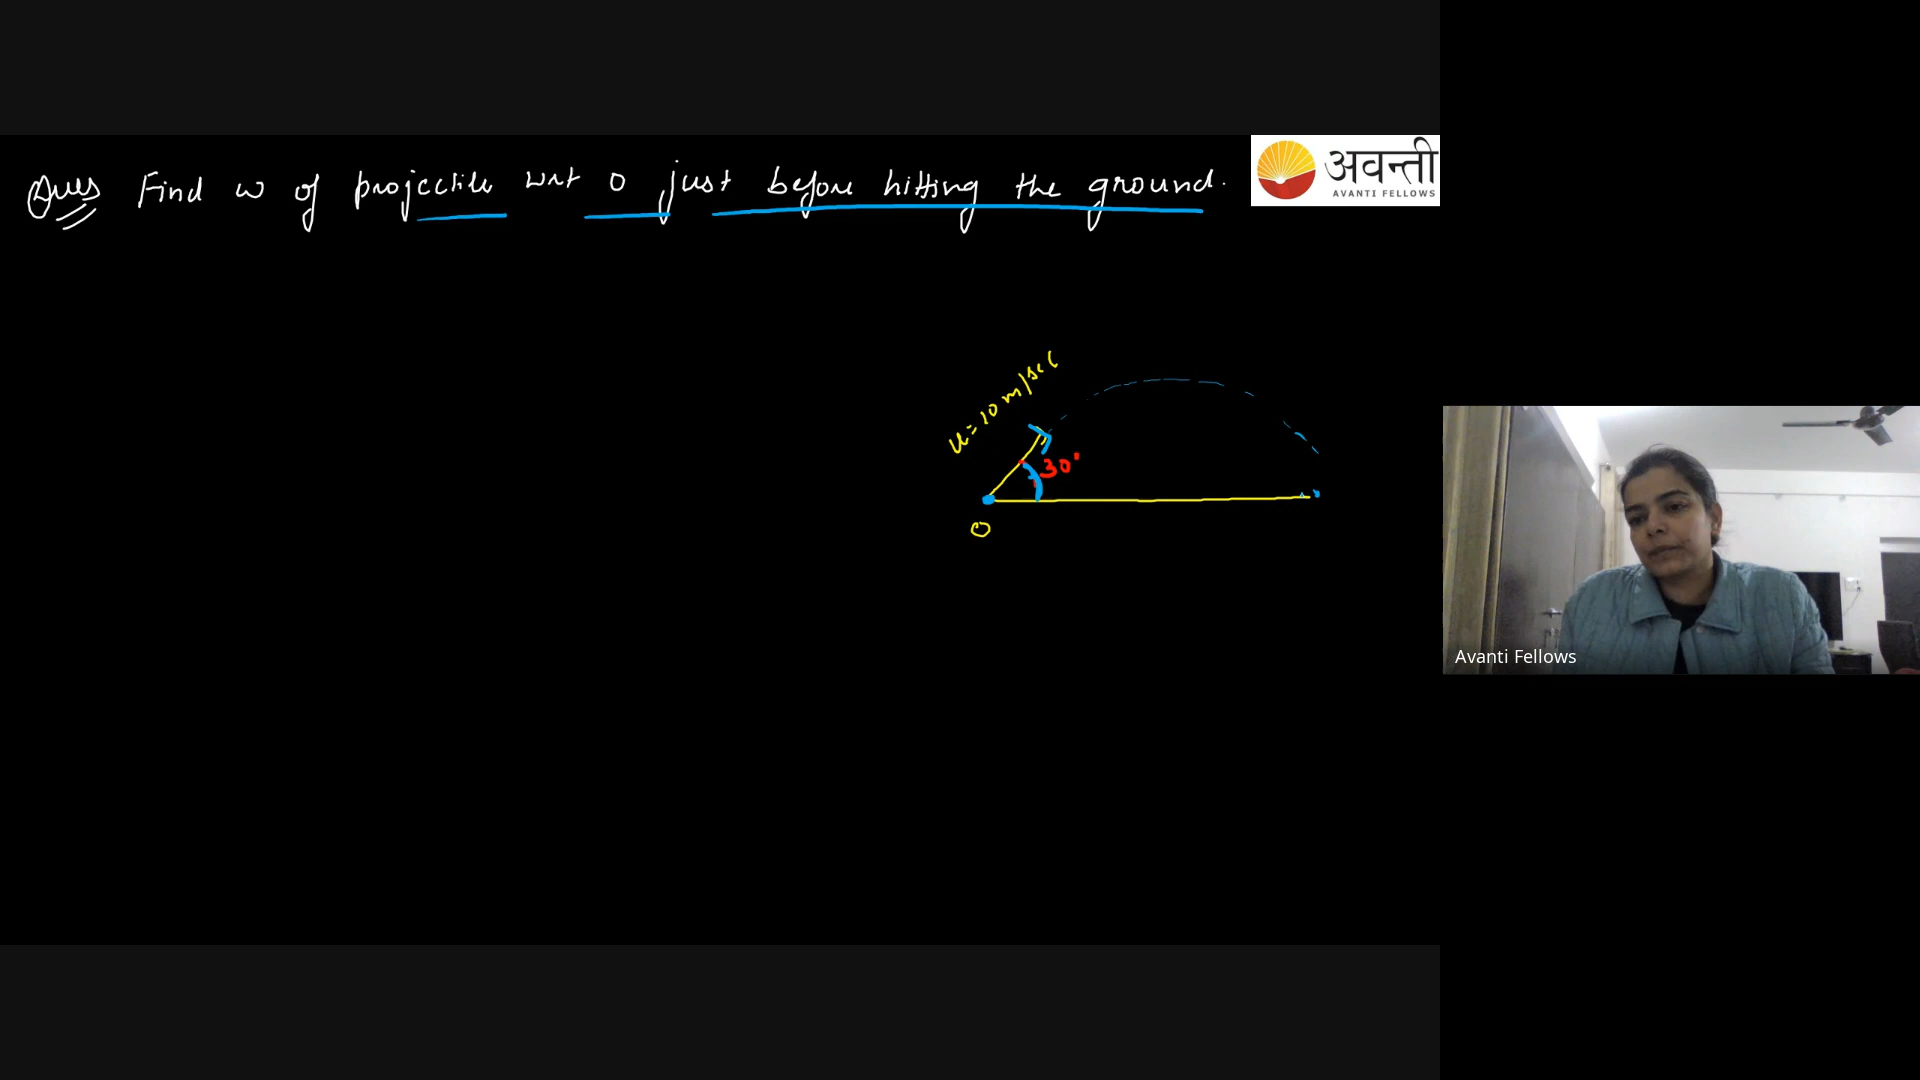 Ques Find w of projectile wrt O just before hitting the ground.
अवन्ती
AVANTI FELLOWS
u = 10 m/sec
30°
O
Avanti Fellows